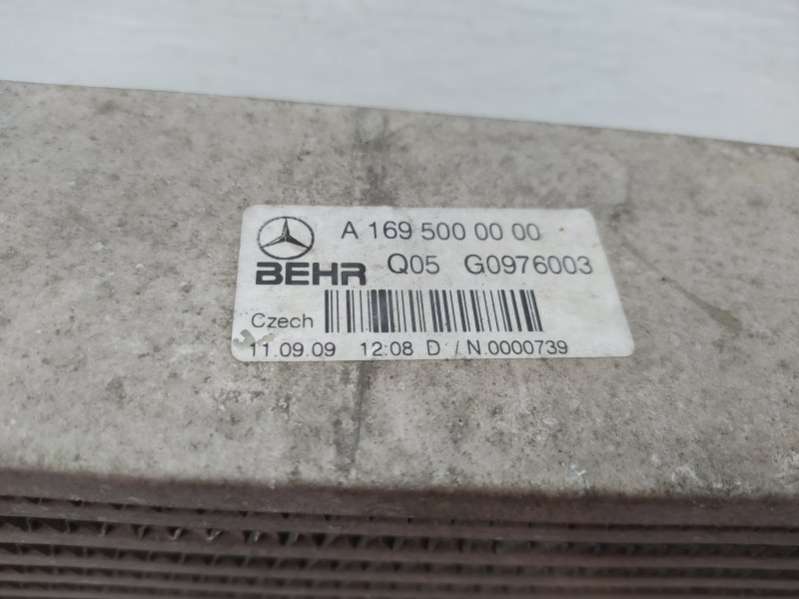 A 169 500 00 00
BEHR Q05 G0976003
Czech
11.09.09 12:08 D /N.0000739